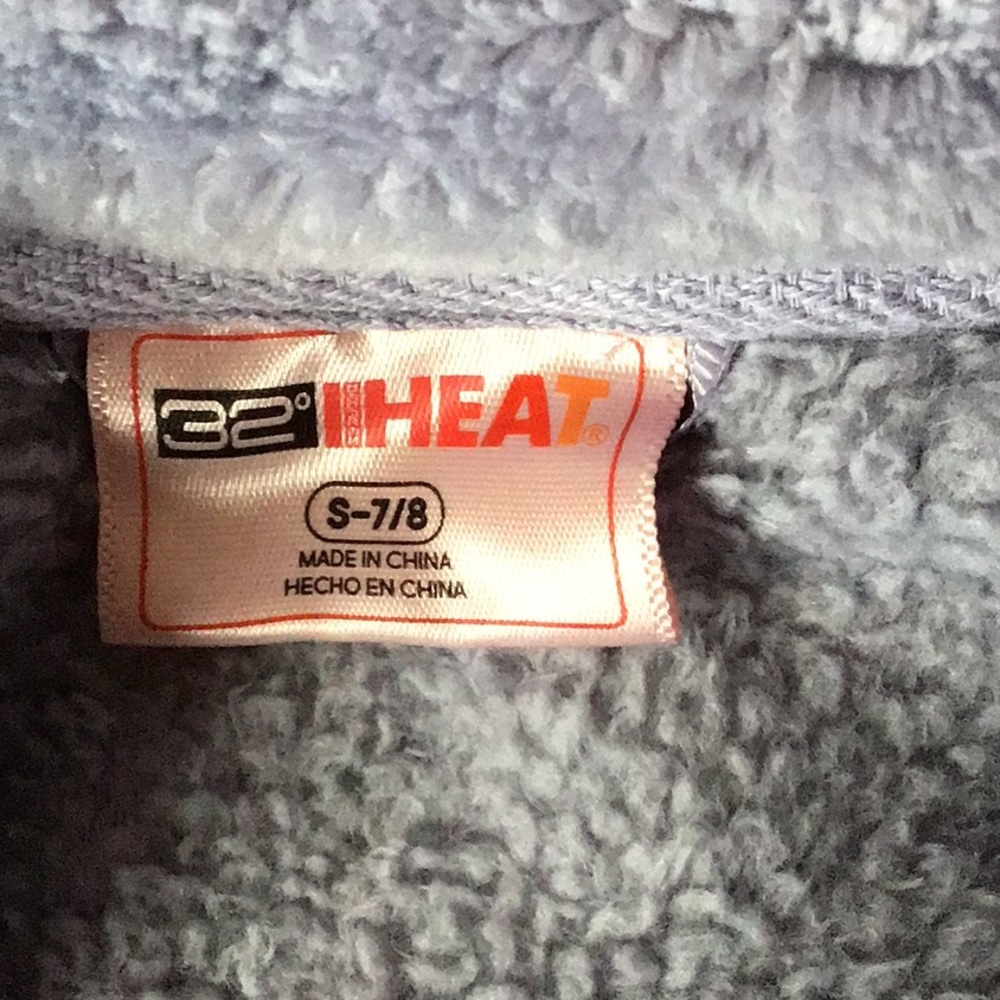 32° HEAT®
S-7/8
MADE IN CHINA
HECHO EN CHINA